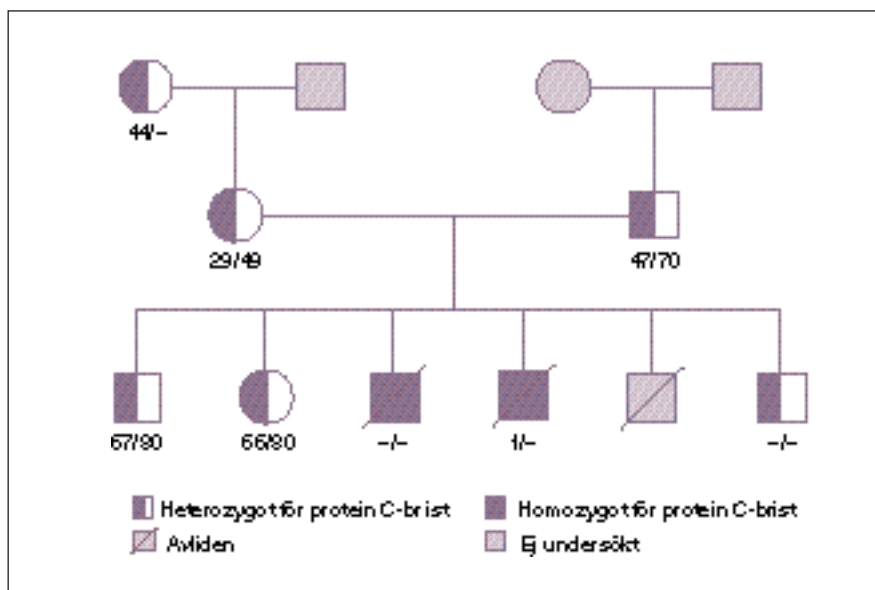 44/–
29/49
47/70
67/90
66/80
–/–
1/–
–/–
Heterozygot för protein C-brist
Homozygot för protein C-brist
Avliden
Ej undersökt